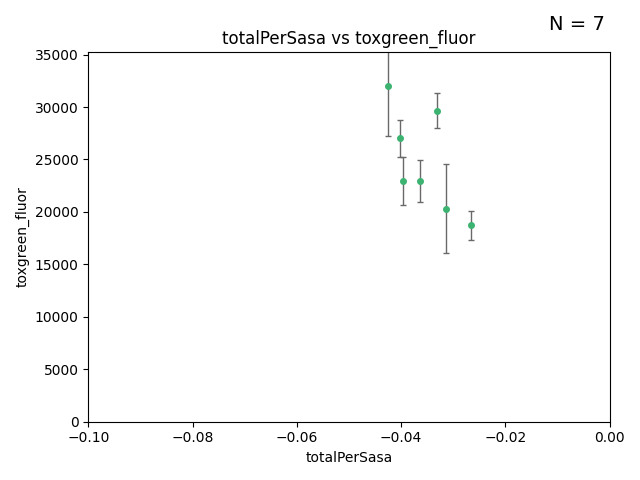 N = 7
totalPerSasa vs toxgreen_fluor
35000
30000
25000
20000
15000
10000
5000
0
toxgreen_fluor
−0.10 −0.08 −0.06 −0.04 −0.02 0.00
totalPerSasa